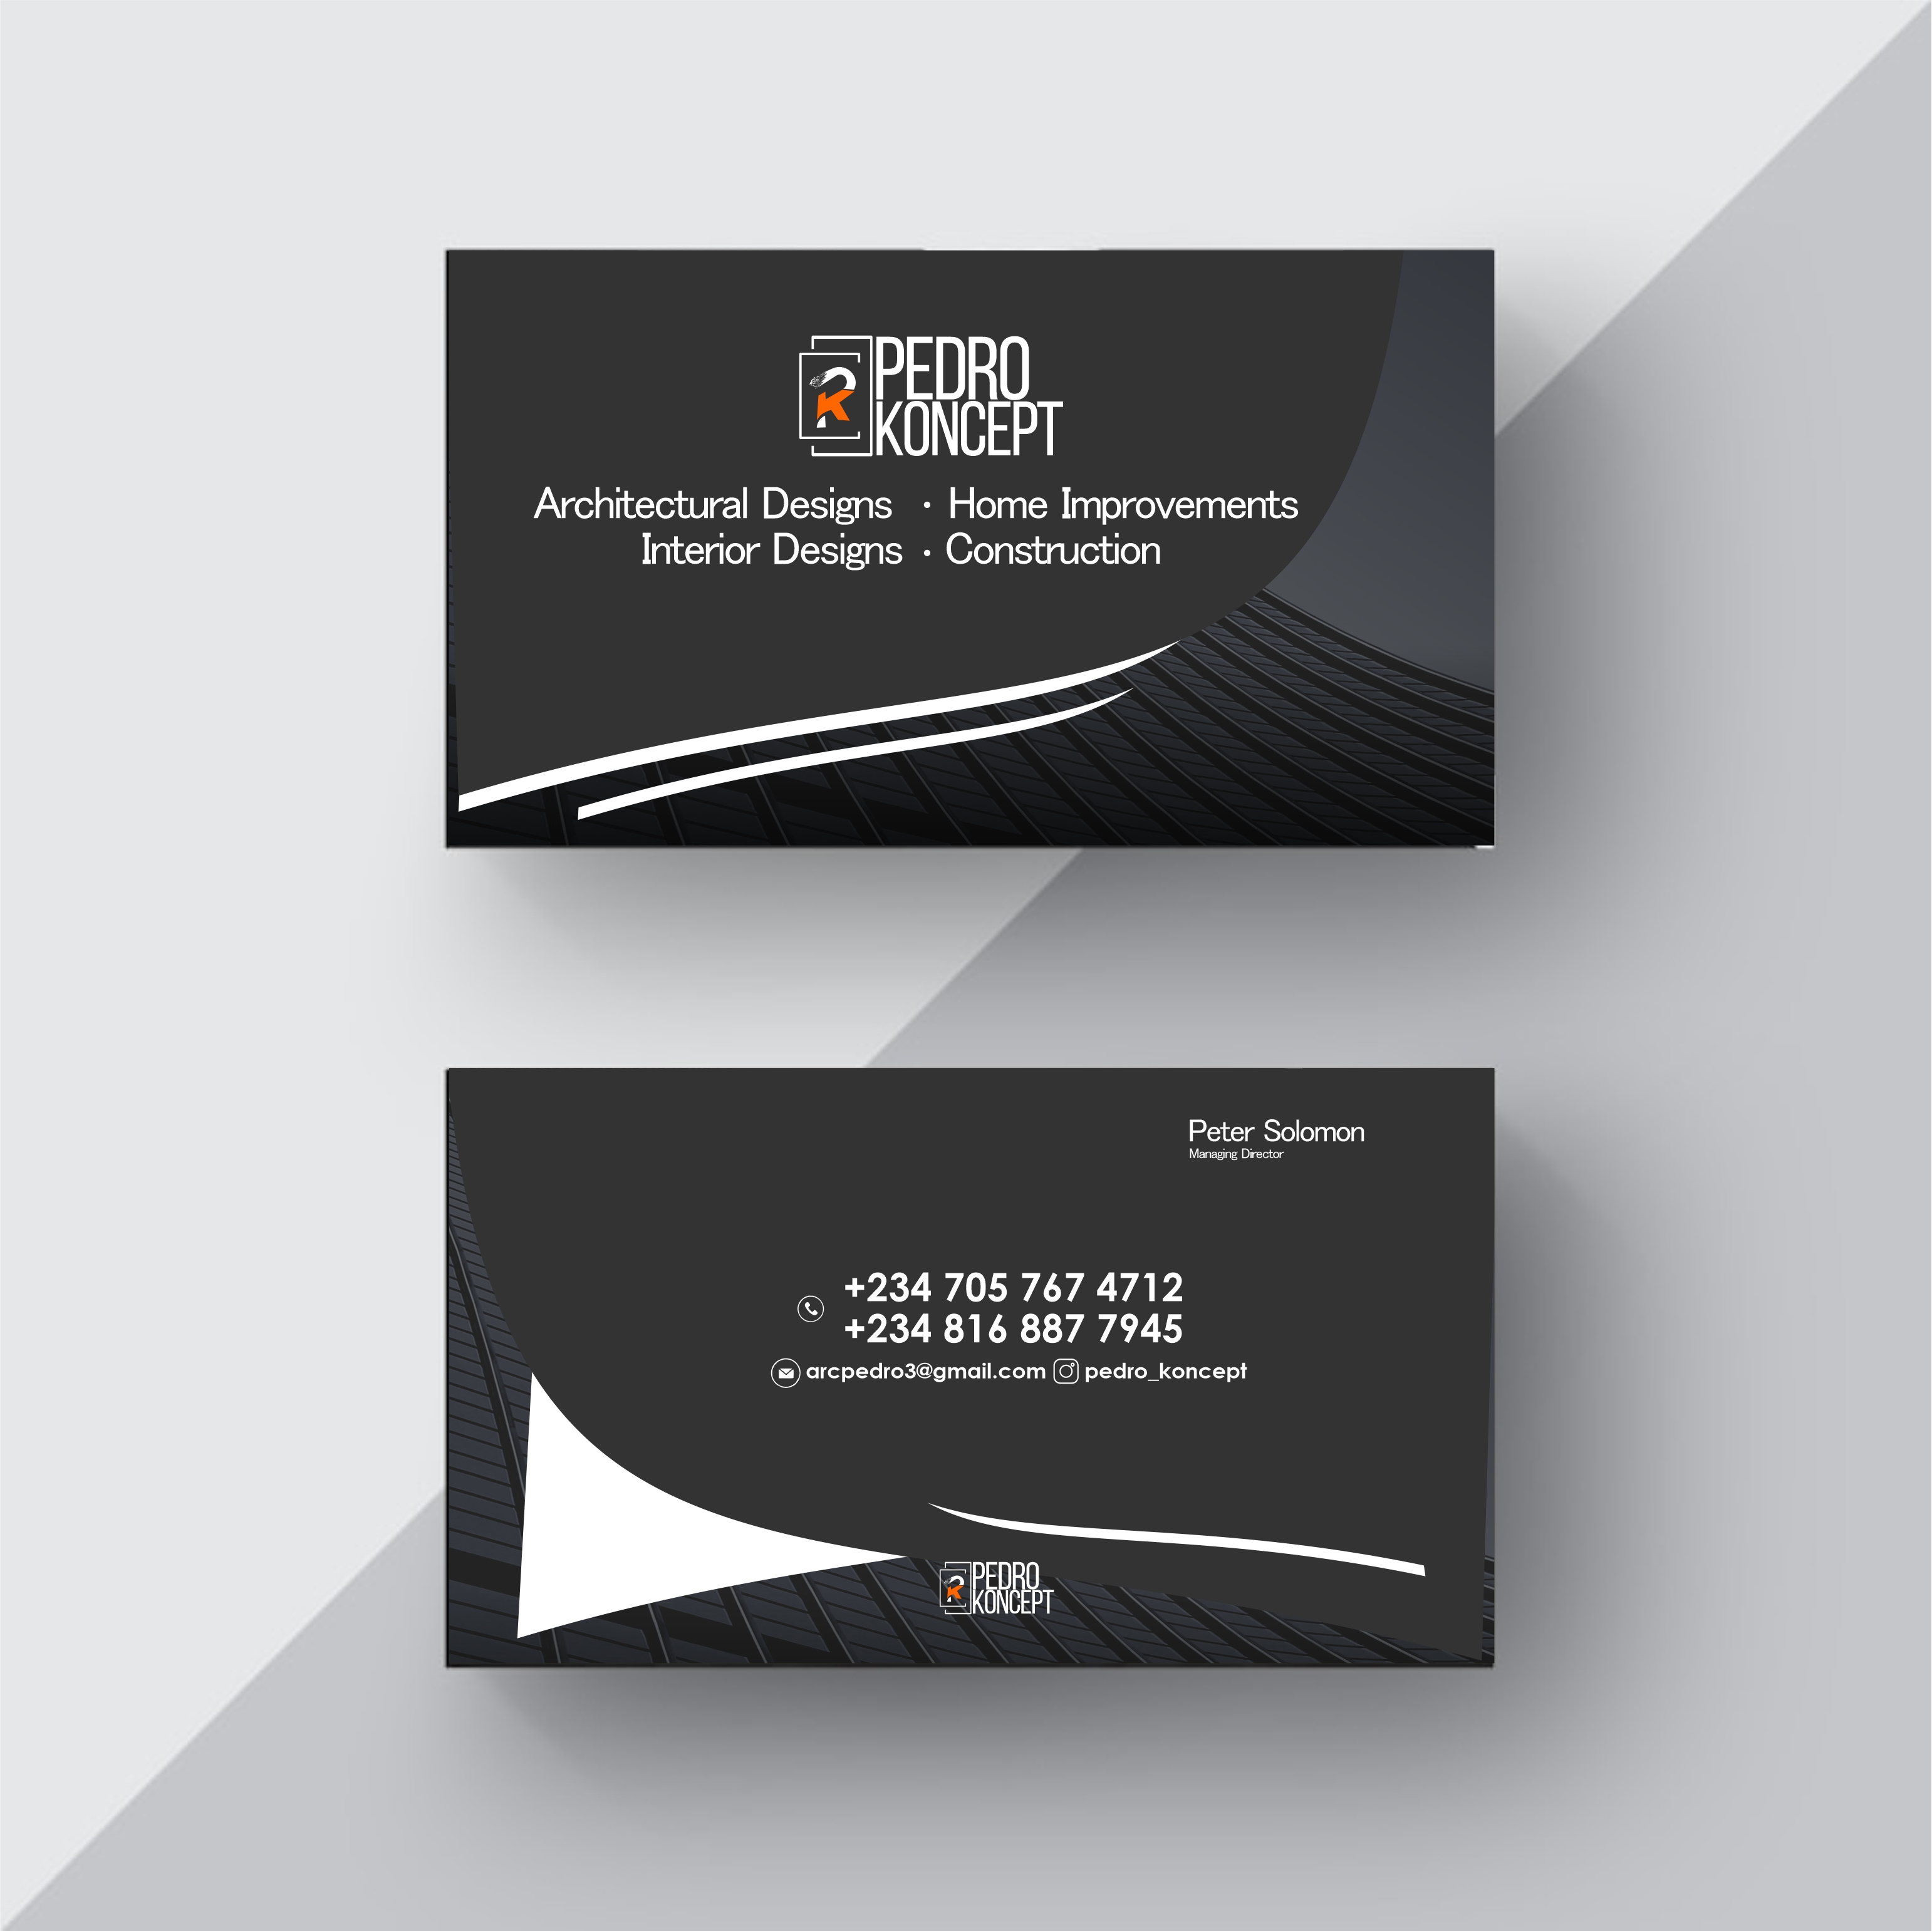 PEDRO
KONCEPT
Architectural Designs · Home Improvements
Interior Designs · Construction
Peter Solomon
Managing Director
+234 705 767 4712
+234 816 887 7945
arcpedro3@gmail.com pedro_koncept
PEDRO
KONCEPT